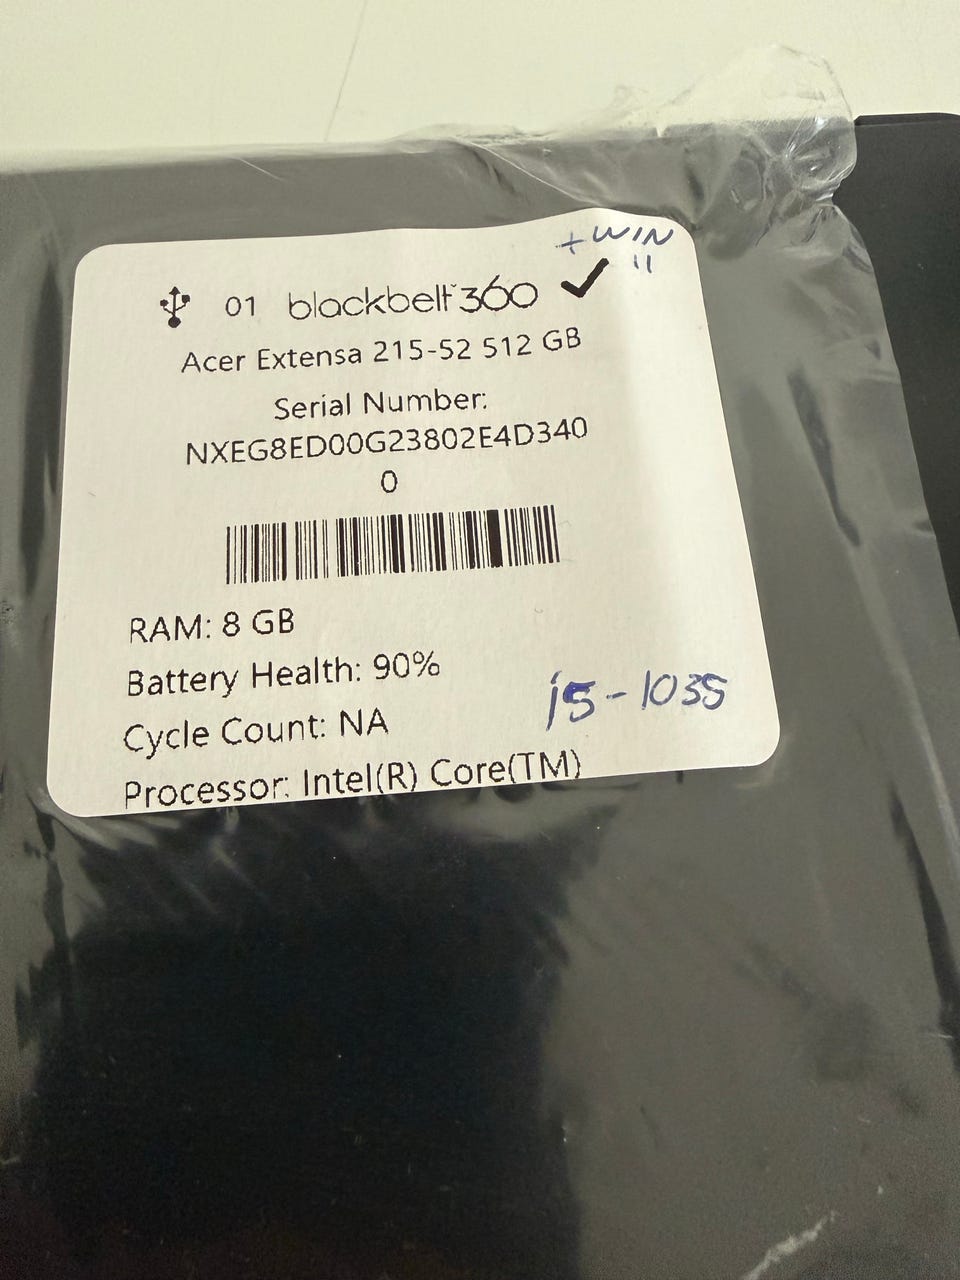 + WIN
11
01 blackbelt™360 ✓
Acer Extensa 215-52 512 GB
Serial Number:
NXEG8ED00G23802E4D340
0
RAM: 8 GB
Battery Health: 90%
i5-1035
Cycle Count: NA
Processor: Intel(R) Core(TM)